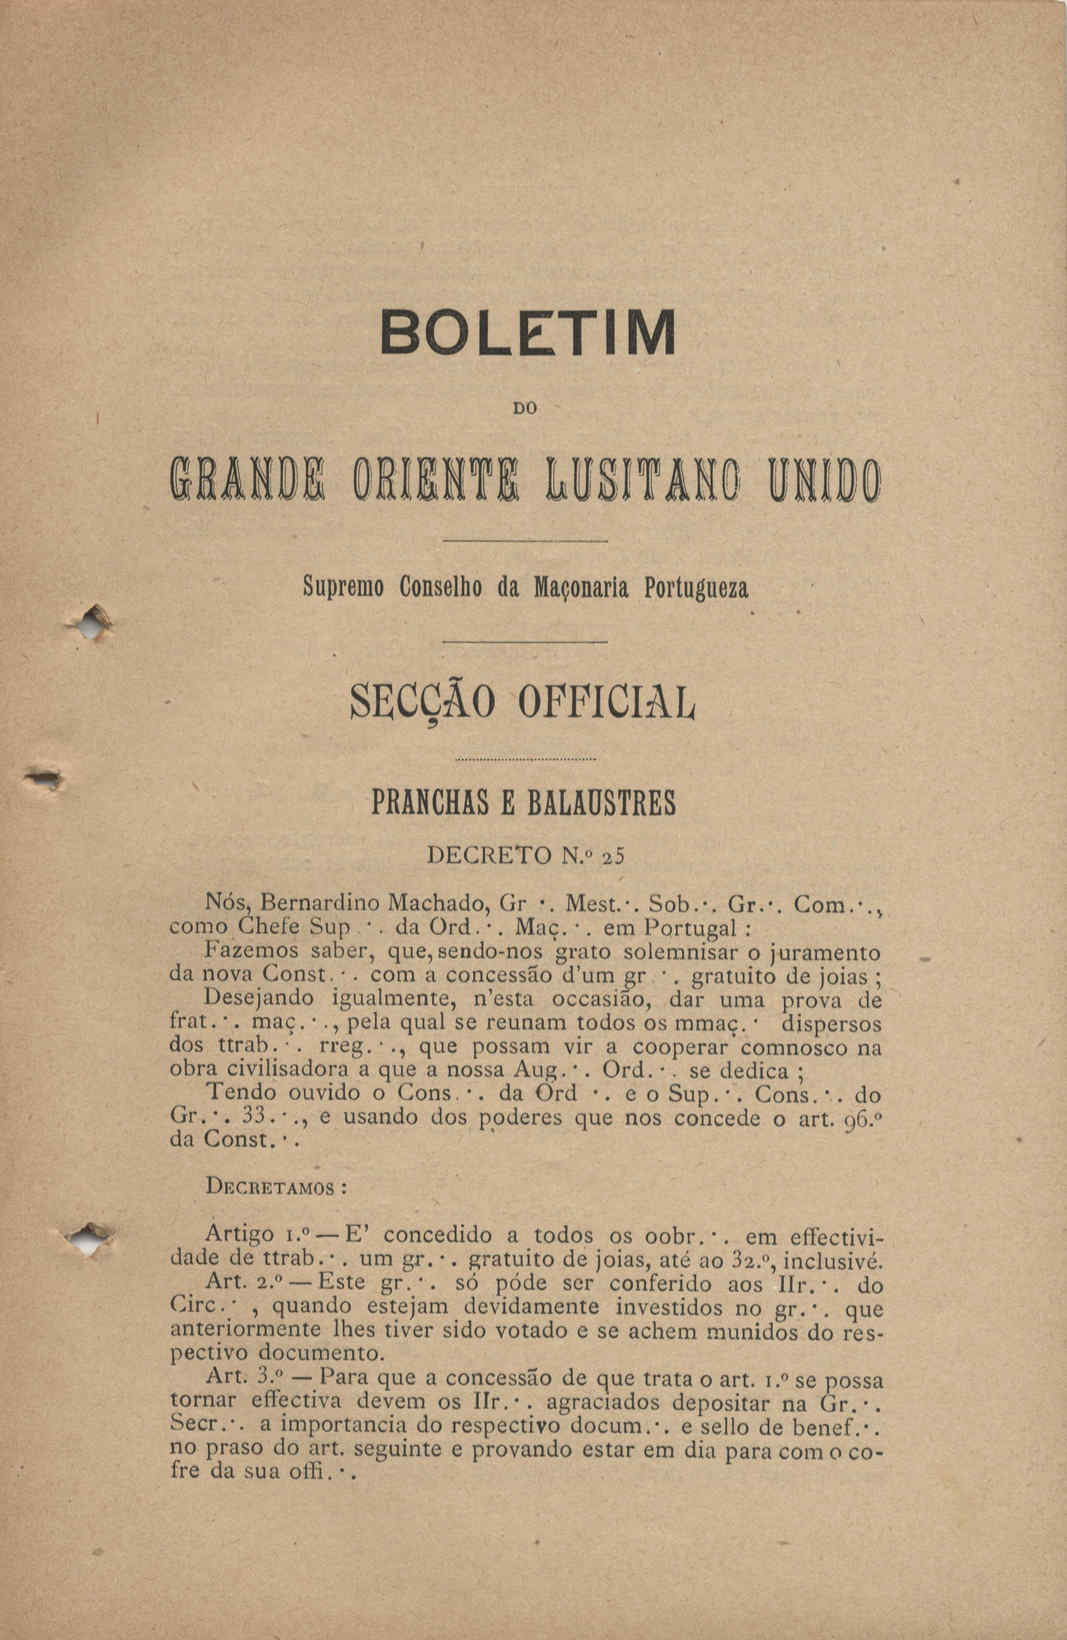 BOLETIM
DO
GRANDE ORIENTE LUSITANO UNIDO
Supremo Conselho da Maçonaria Portugueza
SECÇÃO OFFICIAL
PRANCHAS E BALAUSTRES
DECRETO N.º 25
Nós, Bernardino Machado, Gr ∴ Mest.∴ Sob.∴ Gr.∴ Com.∴,
como Chefe Sup ∴ da Ord.∴ Maç.∴ em Portugal :
Fazemos saber, que, sendo-nos grato solemnisar o juramento
da nova Const.∴ com a concessão d'um gr ∴ gratuito de joias ;
Desejando igualmente, n'esta occasião, dar uma prova de
frat.∴ maç.∴, pela qual se reunam todos os mmaç.∴ dispersos
dos ttrab.∴ rreg.∴, que possam vir a cooperar comnosco na
obra civilisadora a que a nossa Aug.∴ Ord.∴ se dedica ;
Tendo ouvido o Cons.∴ da Ord ∴ e o Sup.∴ Cons.∴ do
Gr.∴ 33.∴, e usando dos poderes que nos concede o art. 96.º
da Const.∴
DECRETAMOS :
Artigo 1.º — E' concedido a todos os oobr.∴ em effectivi-
dade de ttrab.∴ um gr.∴ gratuito de joias, até ao 32.º, inclusivé.
Art. 2.º — Este gr.∴ só póde ser conferido aos IIr.∴ do
Circ.∴ , quando estejam devidamente investidos no gr.∴ que
anteriormente lhes tiver sido votado e se achem munidos do res-
pectivo documento.
Art. 3.º — Para que a concessão de que trata o art. 1.º se possa
tornar effectiva devem os IIr.∴ agraciados depositar na Gr.∴
Secr.∴ a importancia do respectivo docum.∴ e sello de benef.∴
no praso do art. seguinte e provando estar em dia para com o co-
fre da sua offi.∴